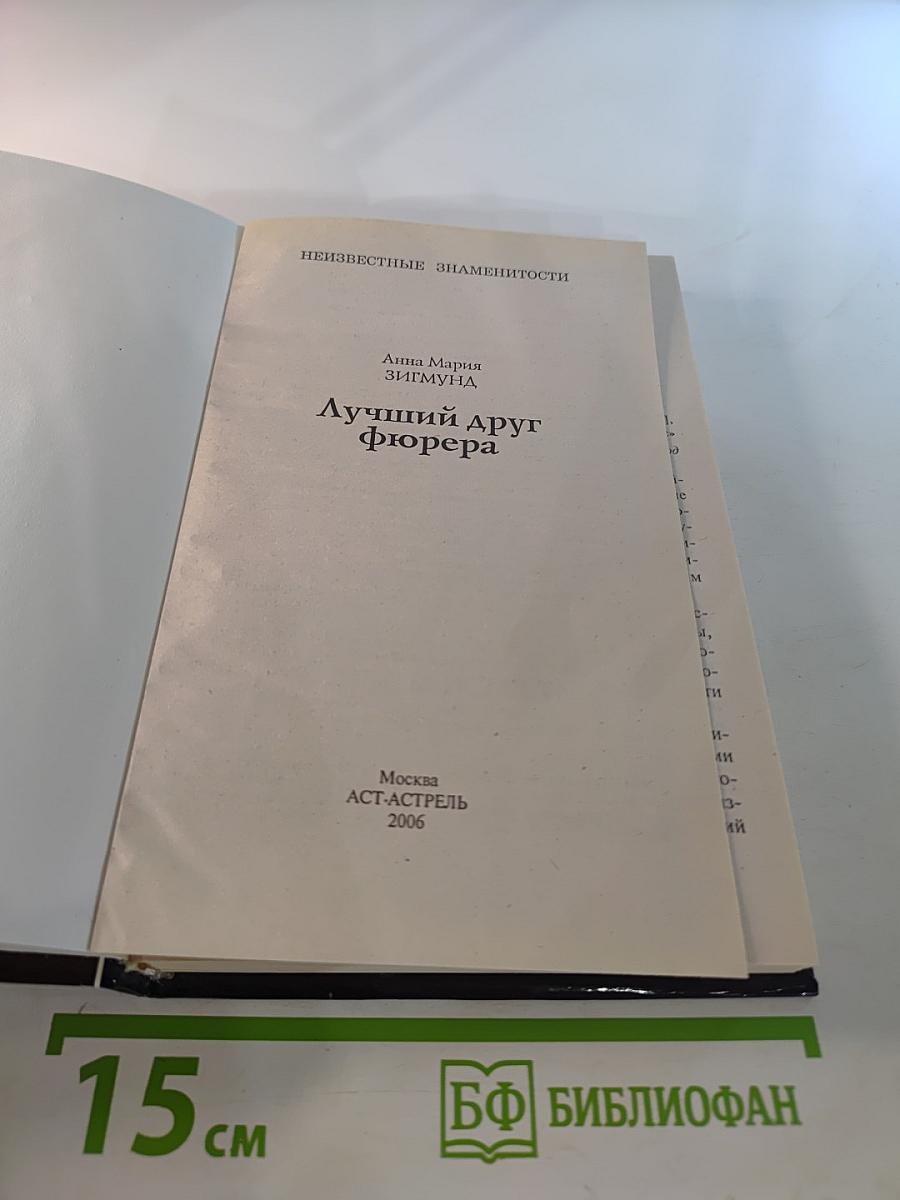 НЕИЗВЕСТНЫЕ ЗНАМЕНИТОСТИ
Анна Мария
ЗИГМУНД
Лучший друг
фюрера
Москва
АСТ-АСТРЕЛЬ
2006
15 см
БФ БИБЛИОФАН